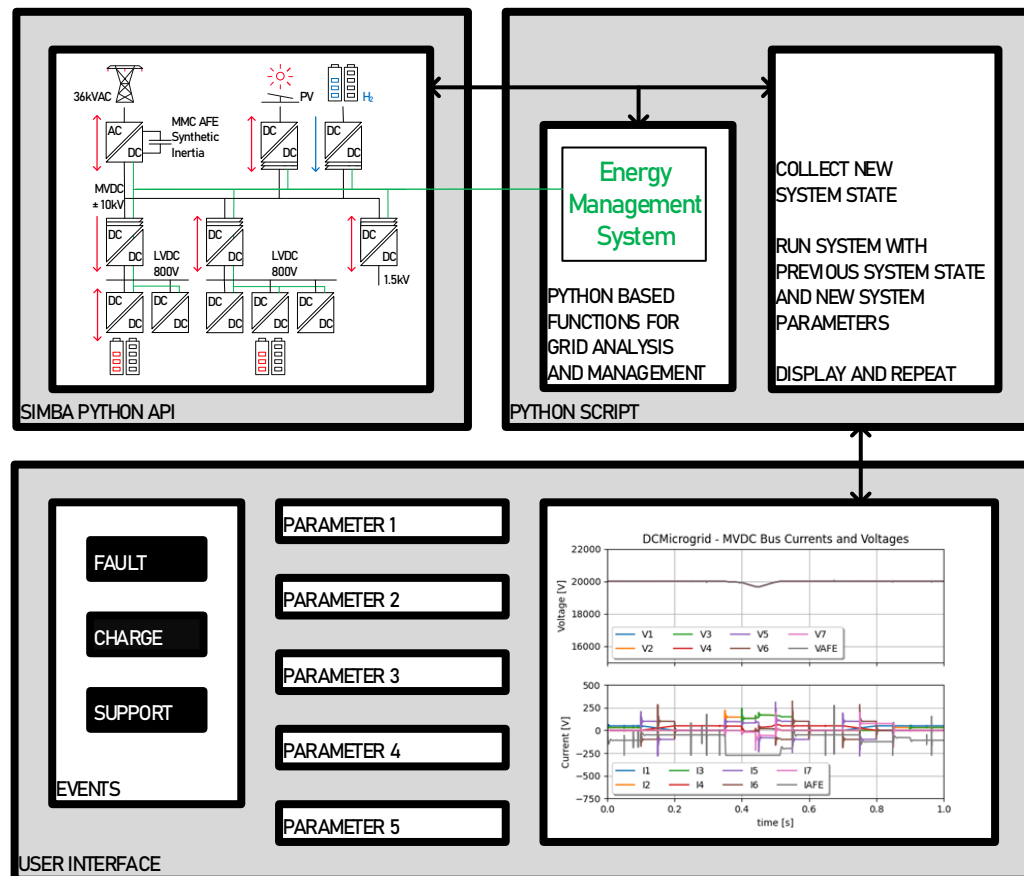 36kVAC
PV
H₂
AC
DC
MMC AFE
Synthetic
Inertia
DC
DC
DC
DC
MVDC
± 10kV
DC
DC
DC
DC
DC
DC
LVDC
800V
LVDC
800V
1.5kV
DC
DC
DC
DC
DC
DC
DC
DC
DC
DC
SIMBA PYTHON API
Energy
Management
System
PYTHON BASED
FUNCTIONS FOR
GRID ANALYSIS
AND MANAGEMENT
COLLECT NEW
SYSTEM STATE
RUN SYSTEM WITH
PREVIOUS SYSTEM STATE
AND NEW SYSTEM
PARAMETERS
DISPLAY AND REPEAT
PYTHON SCRIPT
FAULT
CHARGE
SUPPORT
EVENTS
PARAMETER 1
PARAMETER 2
PARAMETER 3
PARAMETER 4
PARAMETER 5
DCMicrogrid - MVDC Bus Currents and Voltages
Voltage [V]
22000
20000
18000
16000
V1 V3 V5 V7
V2 V4 V6 VAFE
Current [V]
500
250
0
−250
−500
−750
I1 I3 I5 I7
I2 I4 I6 IAFE
0.0 0.2 0.4 0.6 0.8 1.0
time [s]
USER INTERFACE